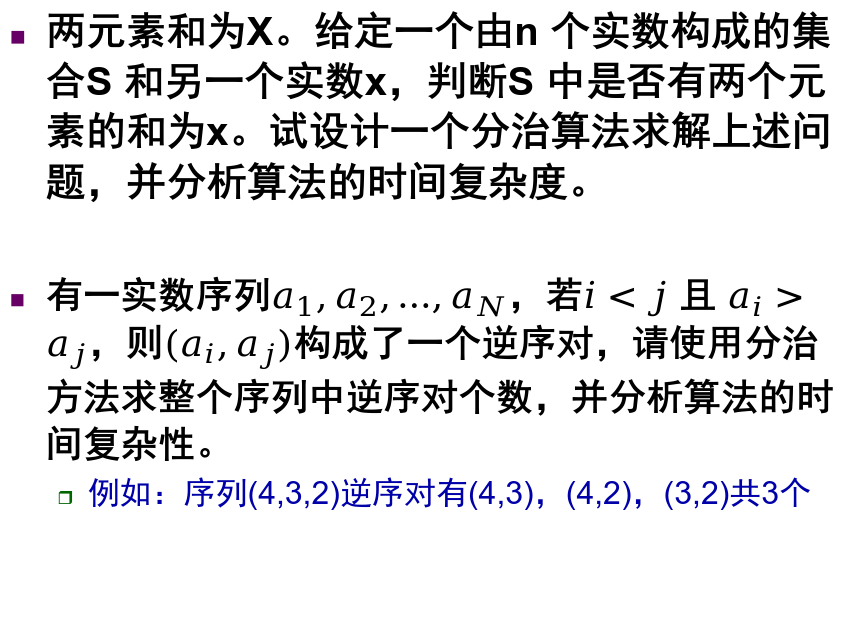 ■ 两元素和为X。给定一个由n 个实数构成的集
合S 和另一个实数x，判断S 中是否有两个元
素的和为x。试设计一个分治算法求解上述问
题，并分析算法的时间复杂度。
■ 有一实数序列𝑎₁, 𝑎₂, …, 𝑎_𝑁，若𝑖 < 𝑗 且 𝑎_𝑖 >
𝑎_𝑗，则(𝑎_𝑖, 𝑎_𝑗)构成了一个逆序对，请使用分治
方法求整个序列中逆序对个数，并分析算法的时
间复杂性。
❒ 例如：序列(4,3,2)逆序对有(4,3)，(4,2)，(3,2)共3个